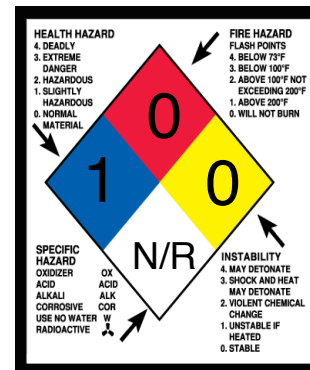 HEALTH HAZARD
4. DEADLY
3. EXTREME
DANGER
2. HAZARDOUS
1. SLIGHTLY
HAZARDOUS
0. NORMAL
MATERIAL
FIRE HAZARD
FLASH POINTS
4. BELOW 73°F
3. BELOW 100°F
2. ABOVE 100°F NOT
EXCEEDING 200°F
1. ABOVE 200°F
0. WILL NOT BURN
0
1
0
N/R
SPECIFIC
HAZARD
OXIDIZER OX
ACID ACID
ALKALI ALK
CORROSIVE COR
USE NO WATER W
RADIOACTIVE
INSTABILITY
4. MAY DETONATE
3. SHOCK AND HEAT
MAY DETONATE
2. VIOLENT CHEMICAL
CHANGE
1. UNSTABLE IF
HEATED
0. STABLE